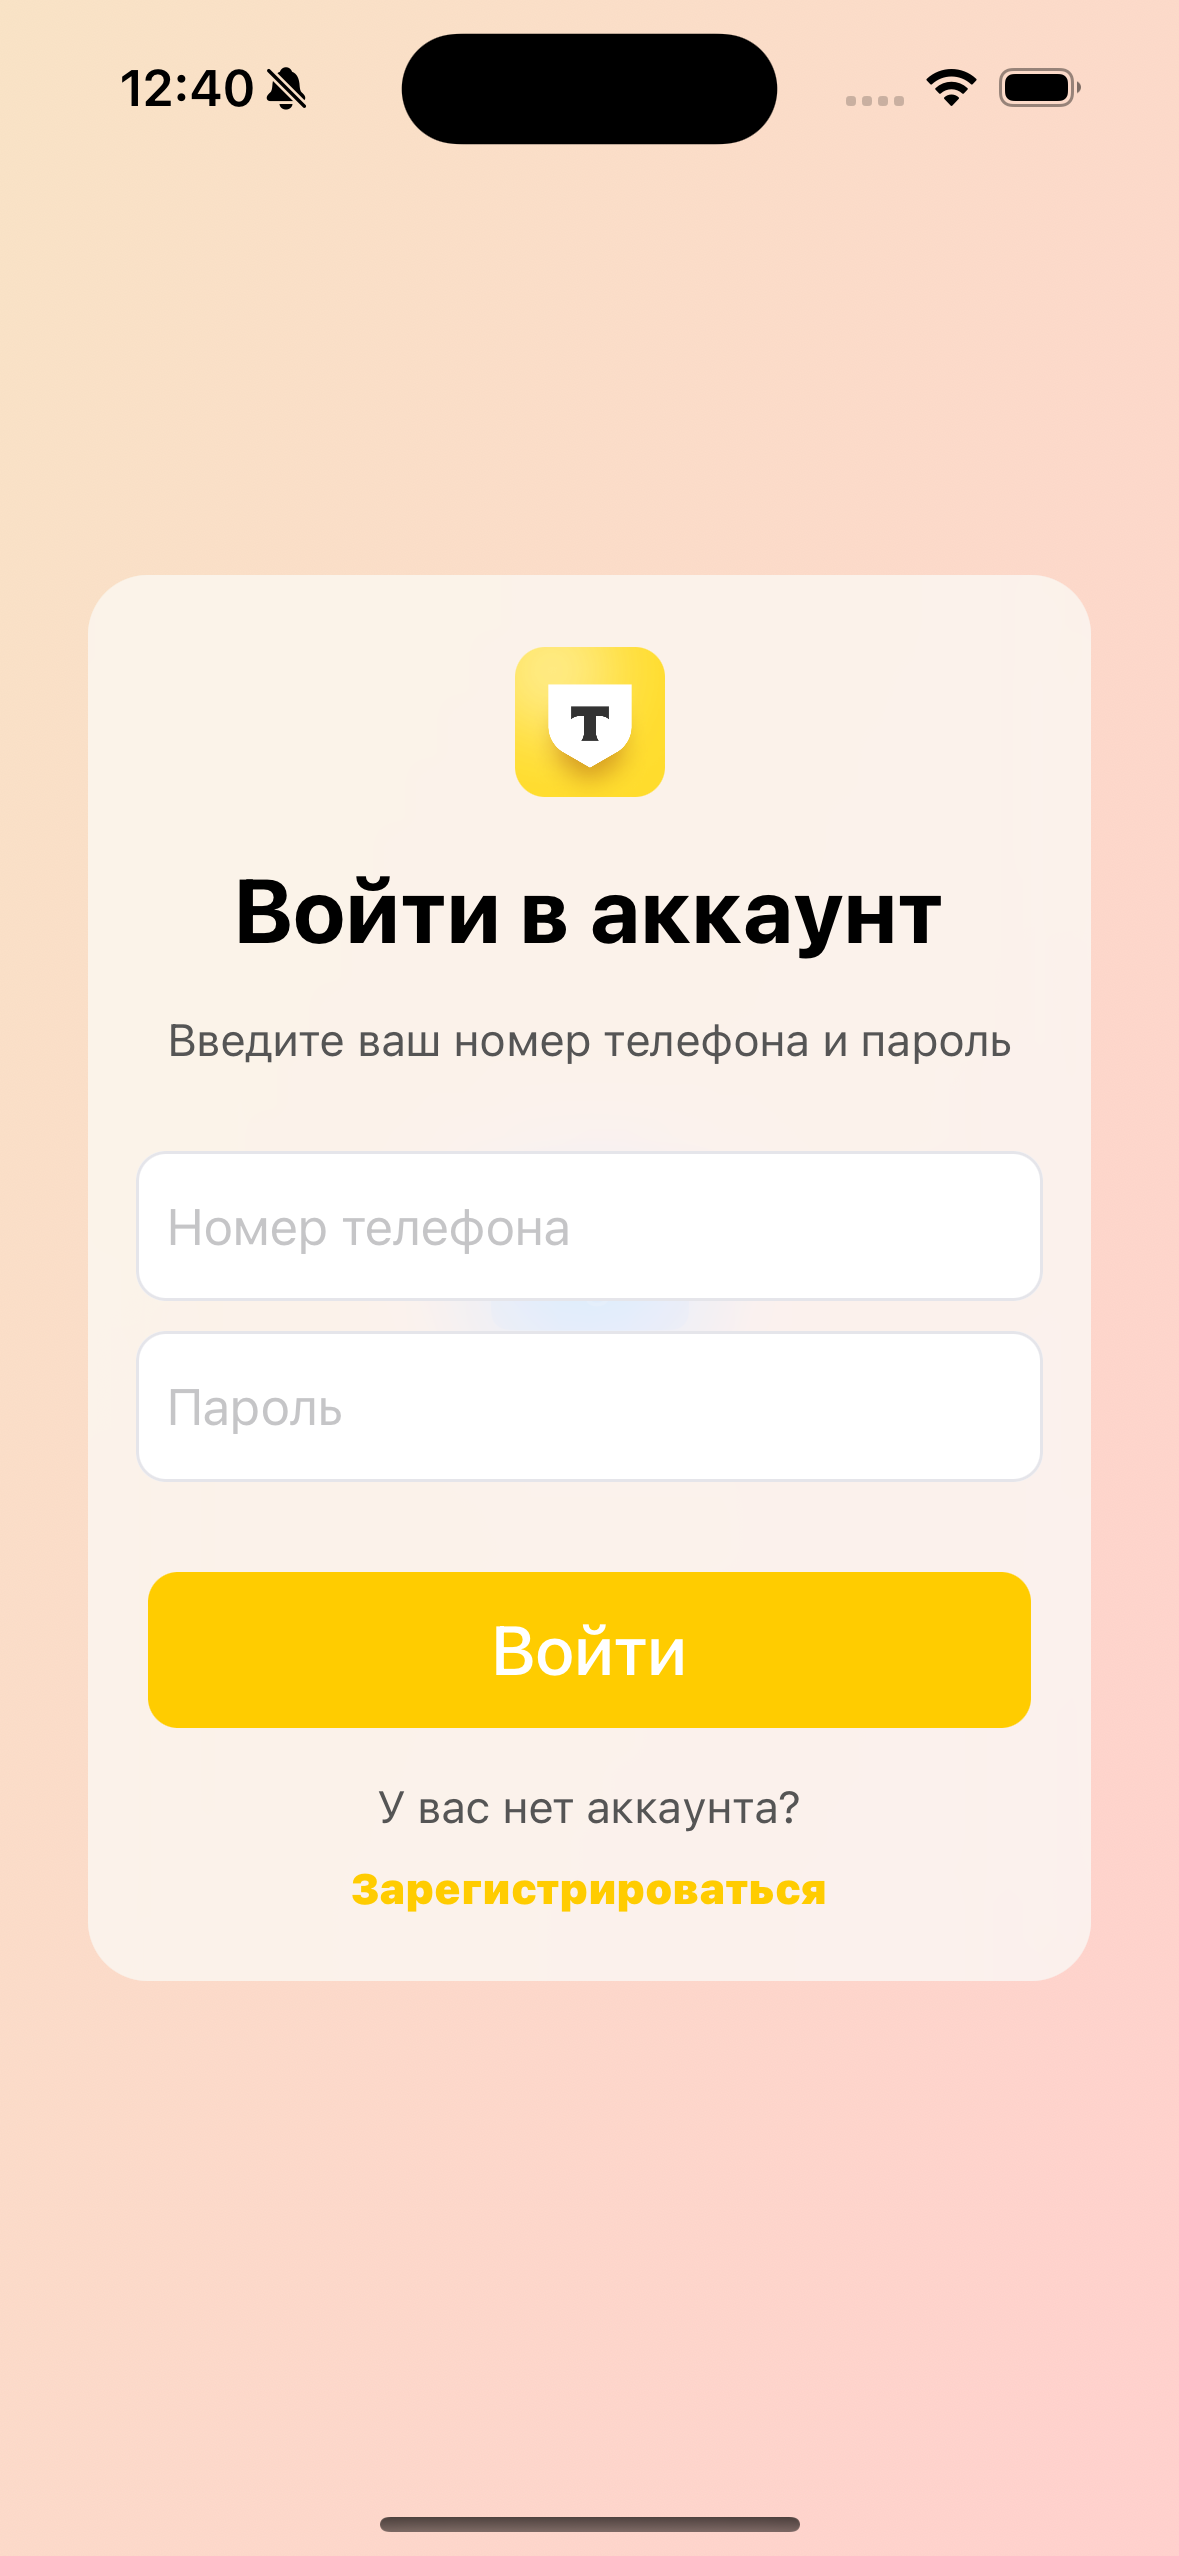 12:40
Т
Войти в аккаунт
Введите ваш номер телефона и пароль
Номер телефона
Пароль
Войти
У вас нет аккаунта?
Зарегистрироваться